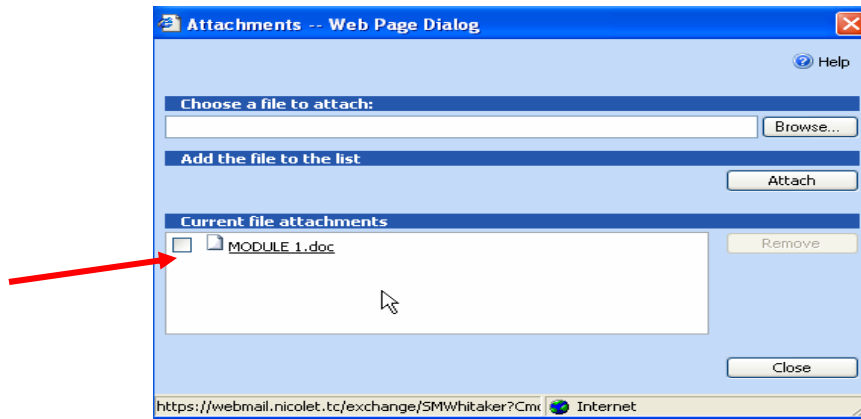 Attachments -- Web Page Dialog
Help
Choose a file to attach:
Browse...
Add the file to the list
Attach
Current file attachments
MODULE 1.doc
Remove
Close
https://webmail.nicolet.tc/exchange/SMWhitaker?Cmc Internet